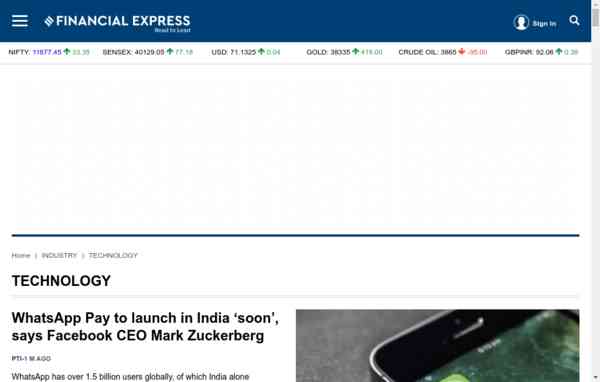 FINANCIAL EXPRESS
Read to Lead
Sign In
NIFTY: 11877.45 33.35 SENSEX: 40129.05 77.18 USD: 71.1325 0.04 GOLD: 38335 416.00 CRUDE OIL: 3865 -95.00 GBPINR: 92.06 0.39
Home | INDUSTRY | TECHNOLOGY
TECHNOLOGY
WhatsApp Pay to launch in India ‘soon’,
says Facebook CEO Mark Zuckerberg
PTI-1 M AGO
WhatsApp has over 1.5 billion users globally, of which India alone